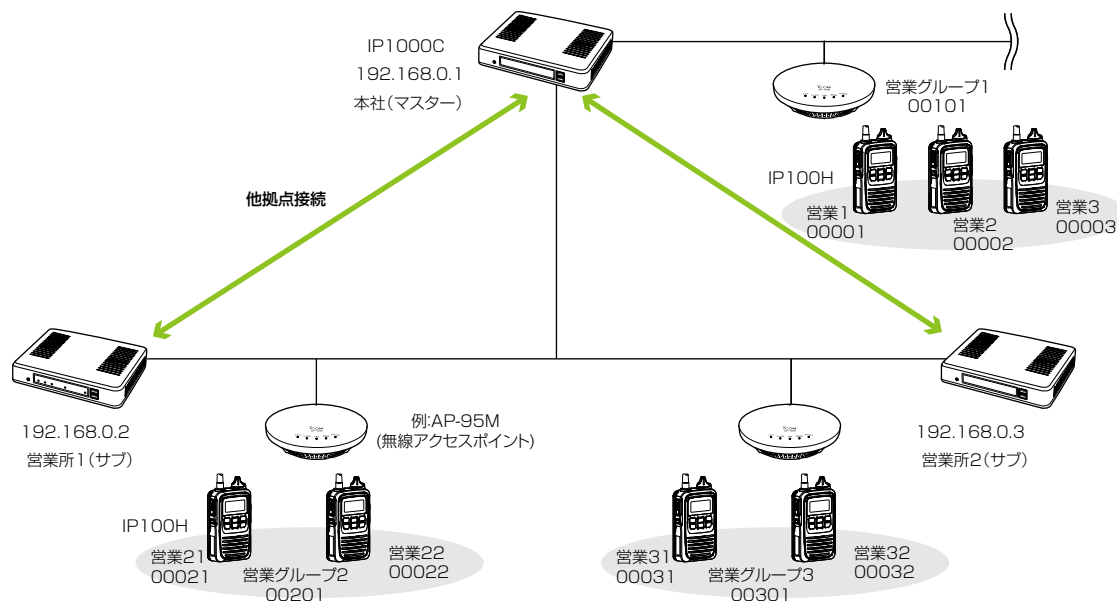 IP1000C
192.168.0.1
本社(マスター)
営業グループ1
00101
IP100H
営業1
00001
営業2
00002
営業3
00003
他拠点接続
192.168.0.2
営業所1(サブ)
例:AP-95M
(無線アクセスポイント)
192.168.0.3
営業所2(サブ)
IP100H
営業21
00021
営業グループ2
00201
営業22
00022
営業31
00031
営業グループ3
00301
営業32
00032